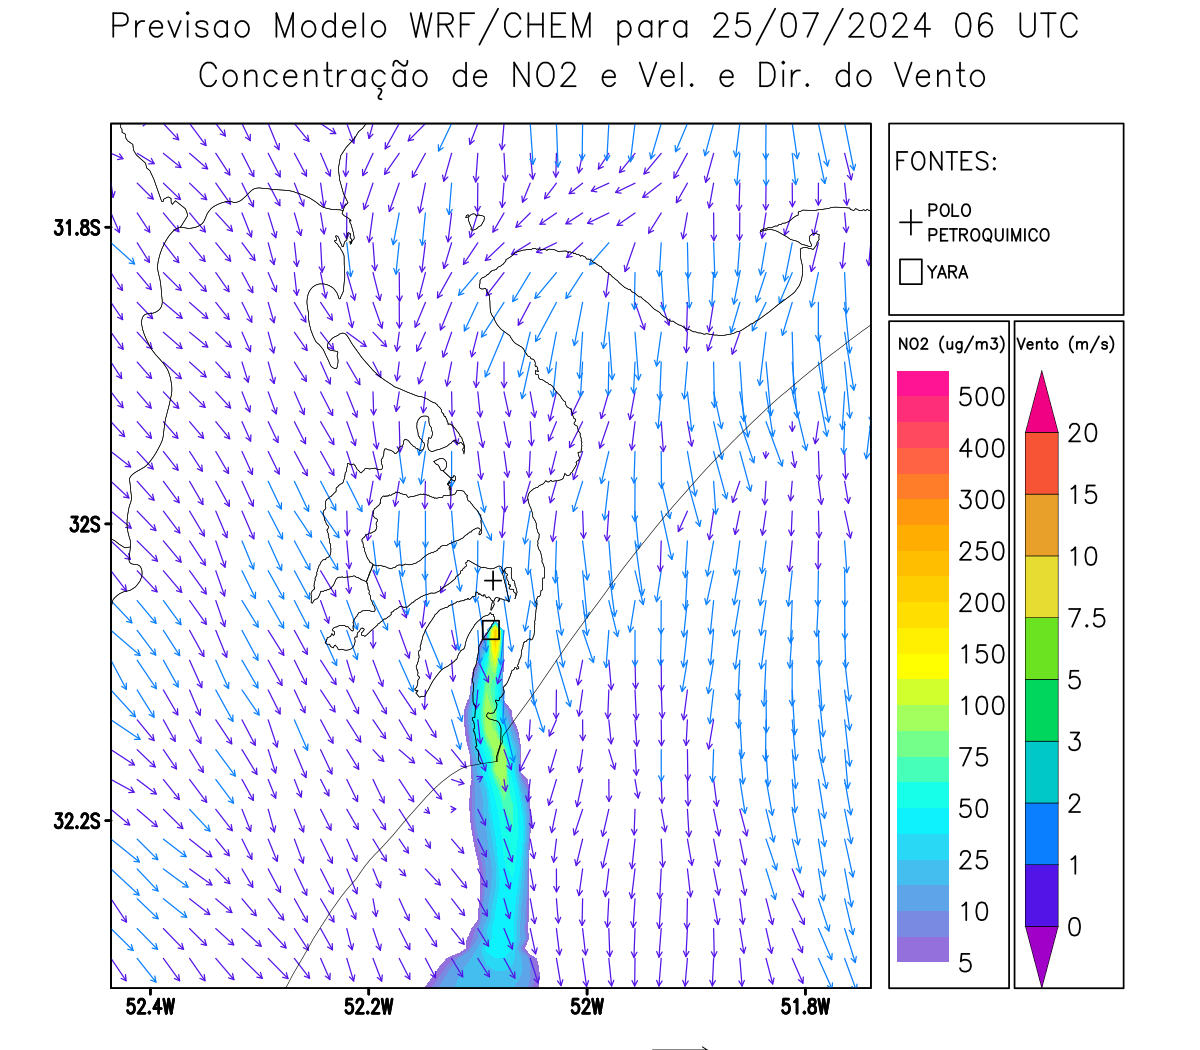 Previsao Modelo WRF/CHEM para 25/07/2024 06 UTC
Concentração de NO2 e Vel. e Dir. do Vento
FONTES:
POLO
PETROQUIMICO
YARA
NO2 (ug/m3)
500
400
300
250
200
150
100
75
50
25
10
5
Vento (m/s)
20
15
10
7.5
5
3
2
1
0
31.8S
32S
32.2S
52.4W 52.2W 52W 51.8W